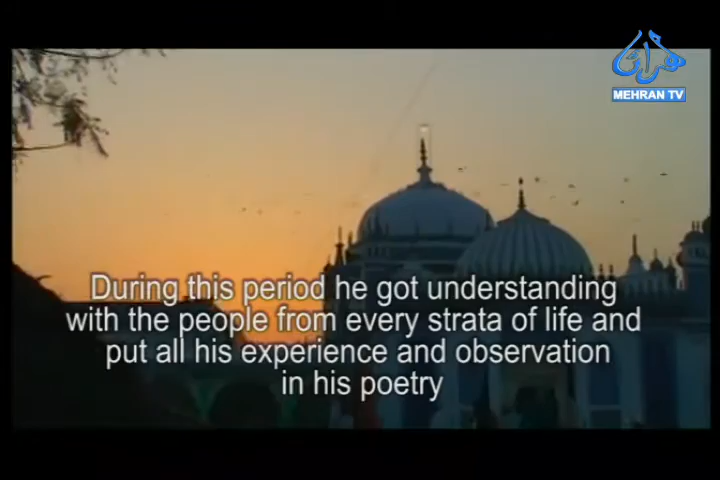 مهراڻ
MEHRAN TV
During this period he got understanding
with the people from every strata of life and
put all his experience and observation
in his poetry